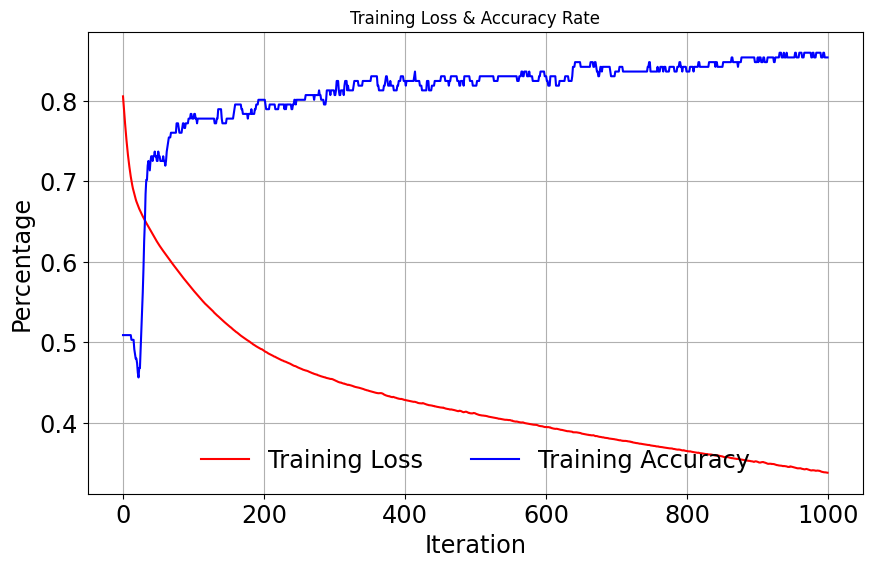 Training Loss & Accuracy Rate
0.8
0.7
0.6
0.5
0.4
Percentage
Training Loss Training Accuracy
0 200 400 600 800 1000
Iteration